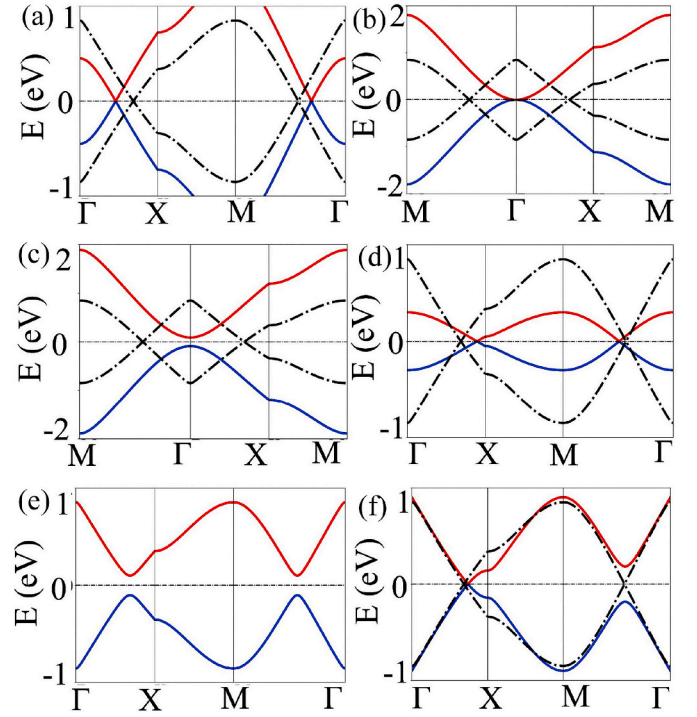 (a) 1 (b) 2
E (eV) 0 E (eV) 0
-1 -2
Γ X M Γ M Γ X M
(c) 2 (d) 1
E (eV) 0 E (eV) 0
-2 -1
M Γ X M Γ X M Γ
(e) 1 (f) 1
E (eV) 0 E (eV) 0
-1 -1
Γ X M Γ Γ X M Γ